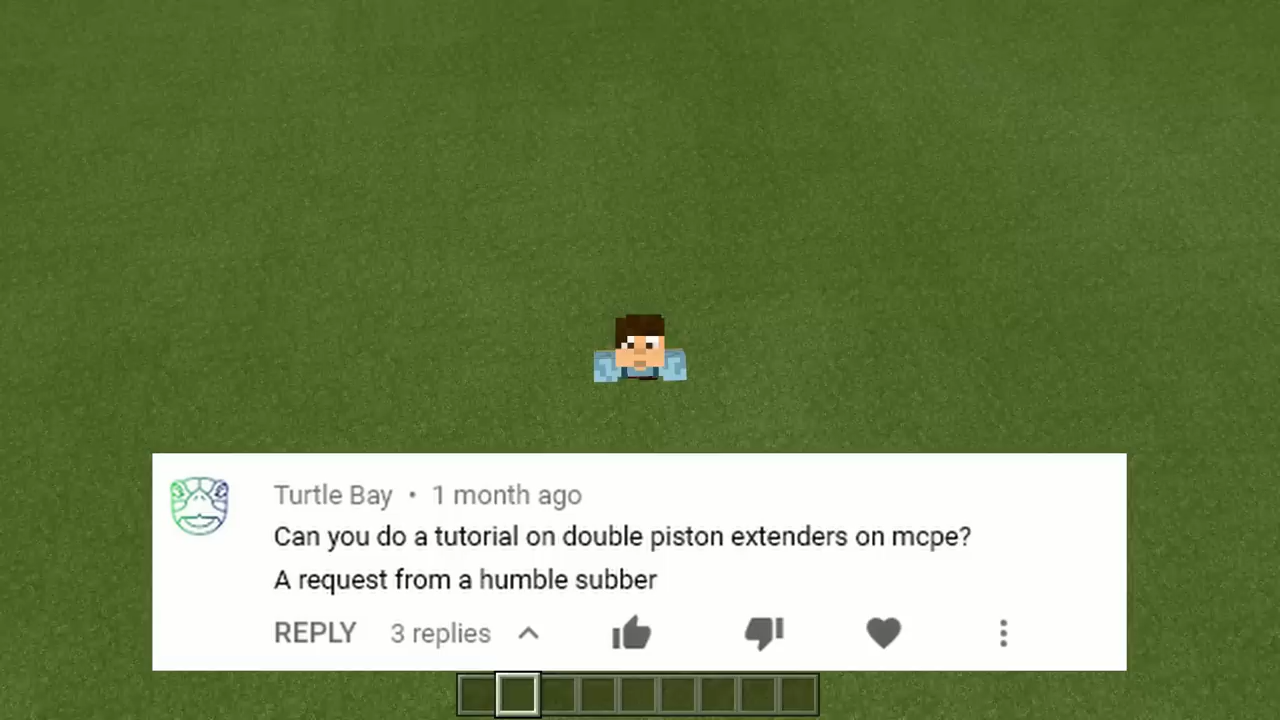 Turtle Bay • 1 month ago
Can you do a tutorial on double piston extenders on mcpe?
A request from a humble subber
REPLY 3 replies